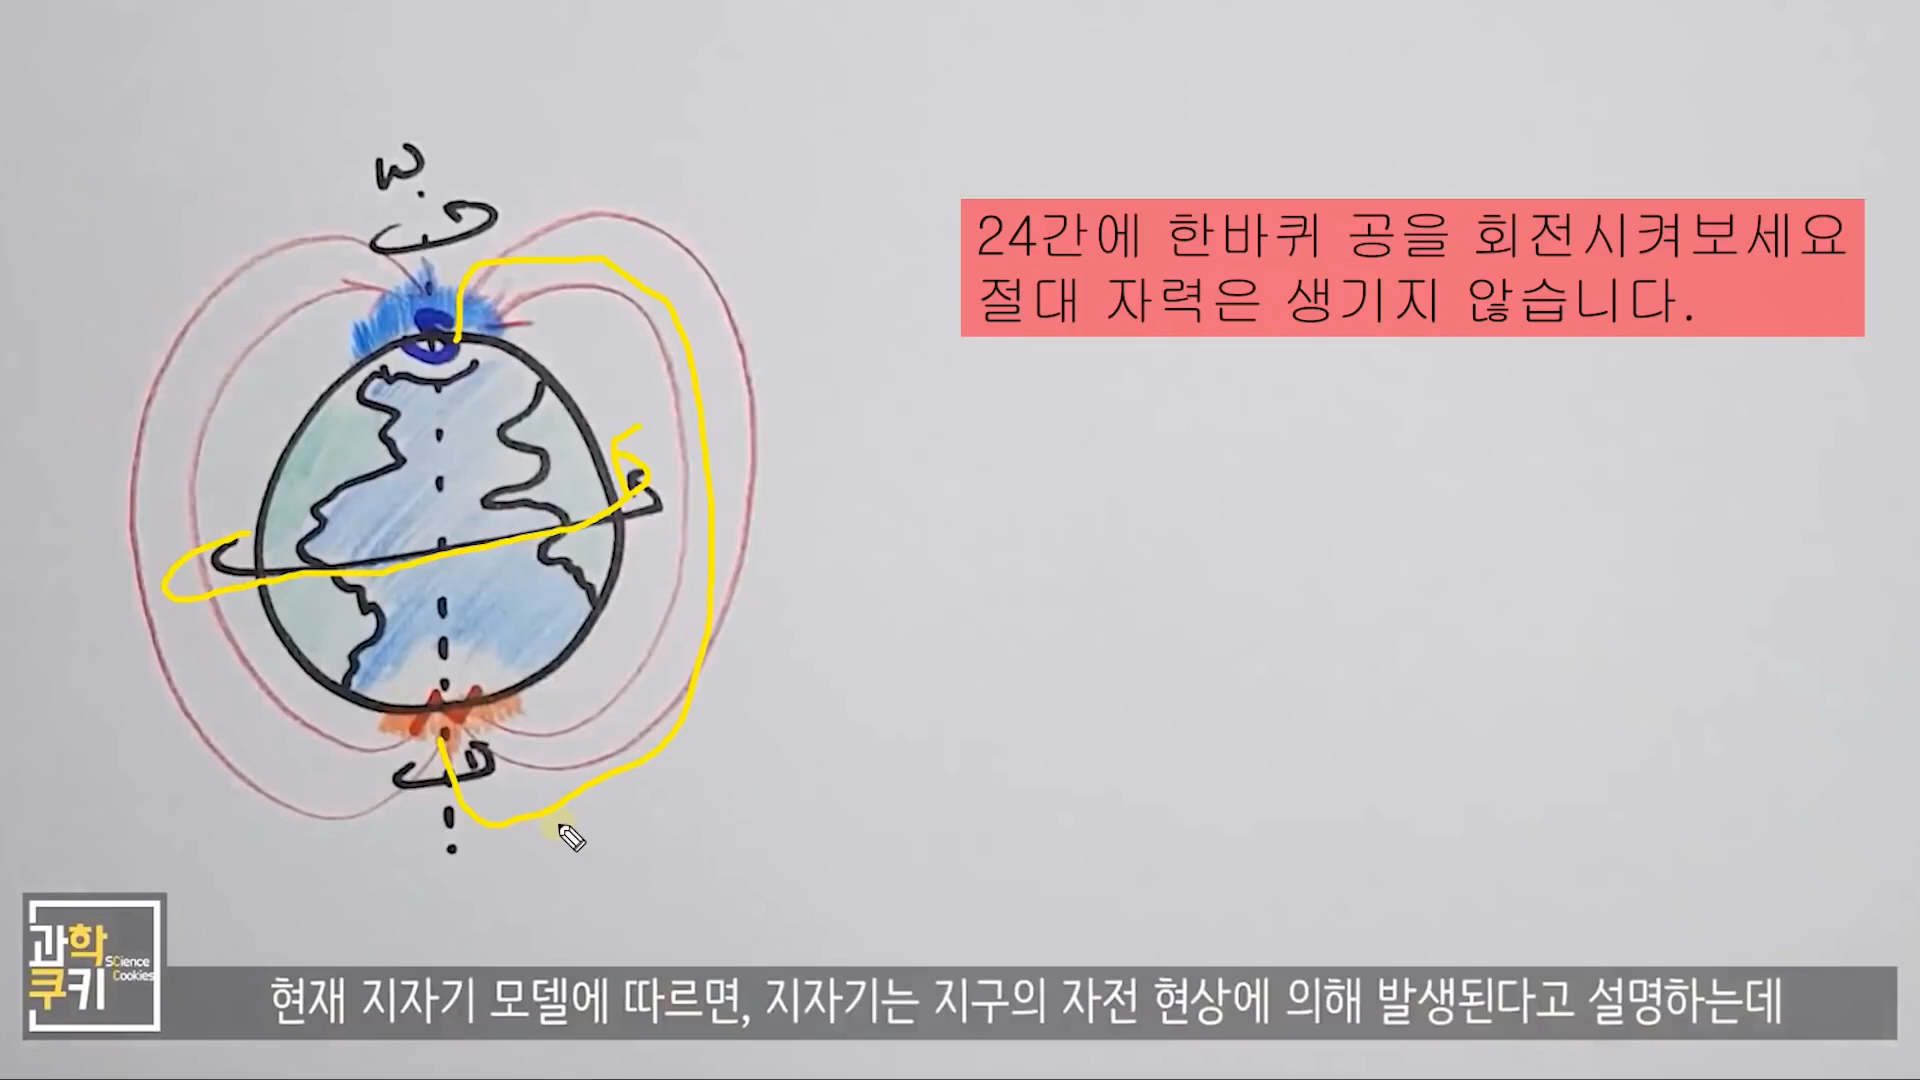 W
24간에 한바퀴 공을 회전시켜보세요
절대 자력은 생기지 않습니다.
과학
쿠키
SCience
Cookies
현재 지자기 모델에 따르면, 지자기는 지구의 자전 현상에 의해 발생된다고 설명하는데